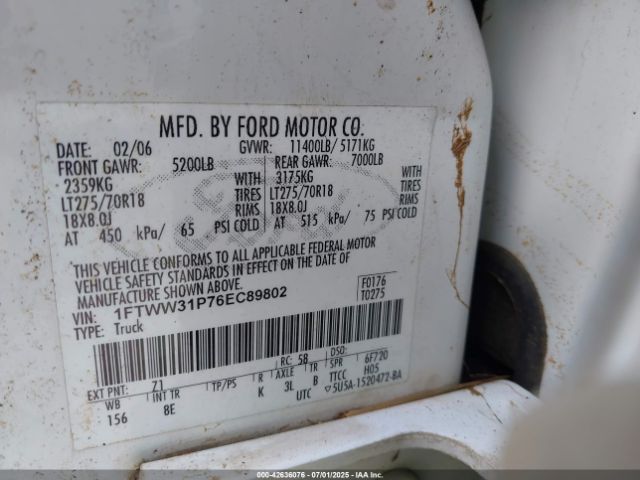 MFD. BY FORD MOTOR CO.
DATE: 02/06 GVWR: 11400LB/ 5171KG
FRONT GAWR: 5200LB REAR GAWR: 7000LB
2359KG WITH 3175KG WITH
LT275/70R18 TIRES LT275/70R18 TIRES
18X8.0J RIMS 18X8.0J RIMS
AT 450 kPa/ 65 PSI COLD AT 515 kPa/ 75 PSI COLD
THIS VEHICLE CONFORMS TO ALL APPLICABLE FEDERAL MOTOR
VEHICLE SAFETY STANDARDS IN EFFECT ON THE DATE OF
MANUFACTURE SHOWN ABOVE.
VIN: 1FTWW31P76EC89802 F0176
TYPE: Truck T0275
RC: 58 DSO:
EXT PNT: Z1 R AXLE TR SPR 6F720
WB INT TR TP/PS K 3L B TTCC H05
156 8E UTC ▽5U5A-1520472-BA
000-42636076 - 07/01/2025 - IAA Inc.